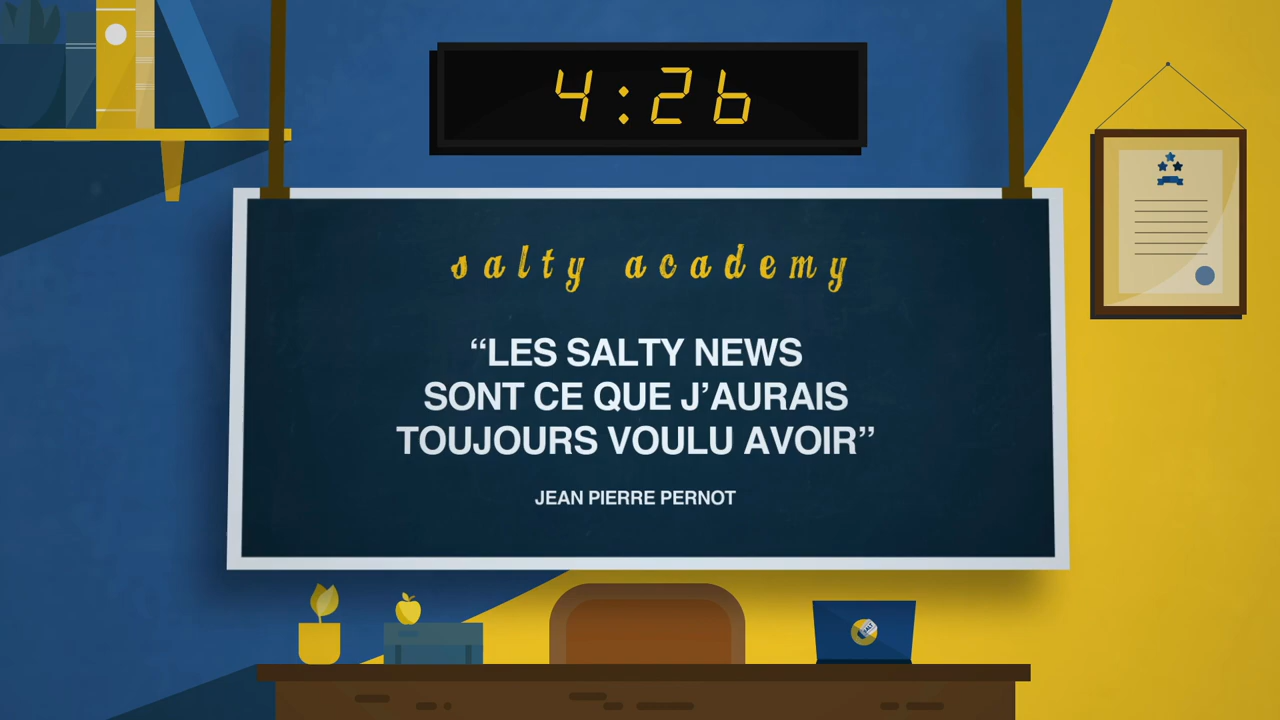 4:26
salty academy
“LES SALTY NEWS
SONT CE QUE J’AURAIS
TOUJOURS VOULU AVOIR”
JEAN PIERRE PERNOT